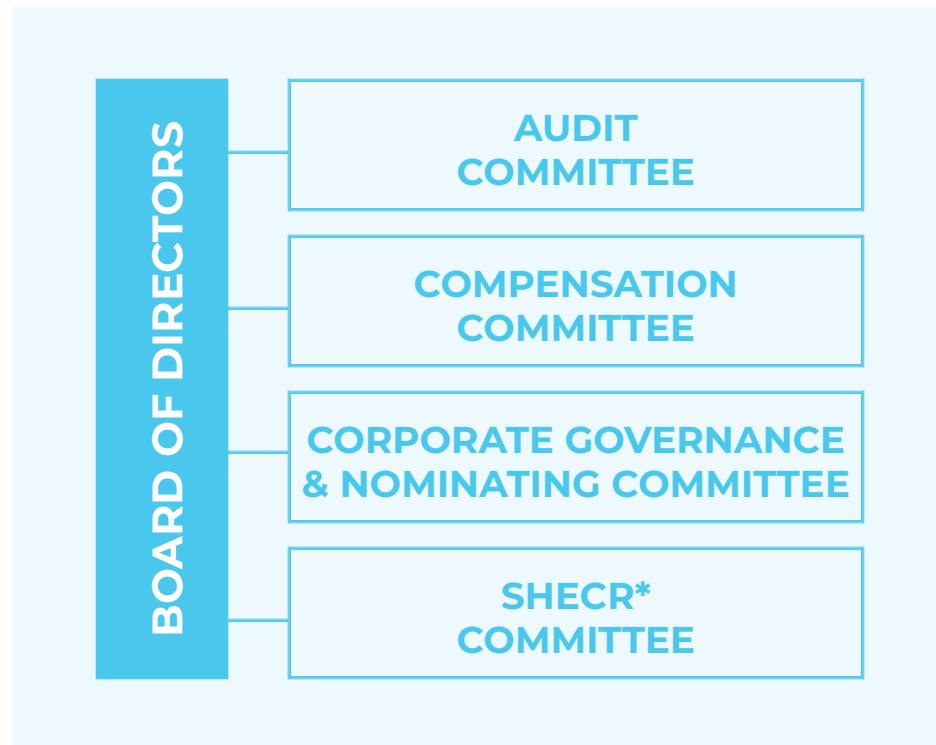 BOARD OF DIRECTORS
AUDIT
COMMITTEE
COMPENSATION
COMMITTEE
CORPORATE GOVERNANCE
& NOMINATING COMMITTEE
SHECR*
COMMITTEE